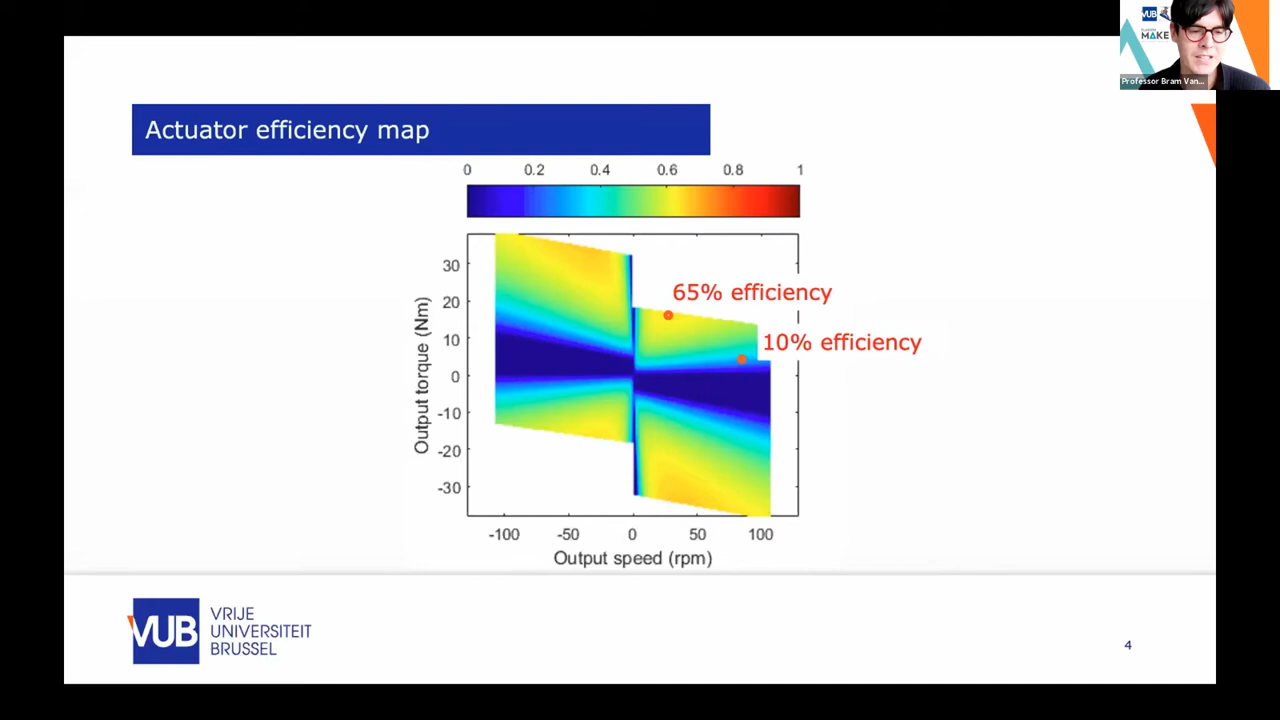 VUB
MAKE
Professor Bram Van...
Actuator efficiency map
0 0.2 0.4 0.6 0.8 1
30
20
10
0
-10
-20
-30
Output torque (Nm)
65% efficiency
10% efficiency
-100 -50 0 50 100
Output speed (rpm)
VUB
VRIJE
UNIVERSITEIT
BRUSSEL
4